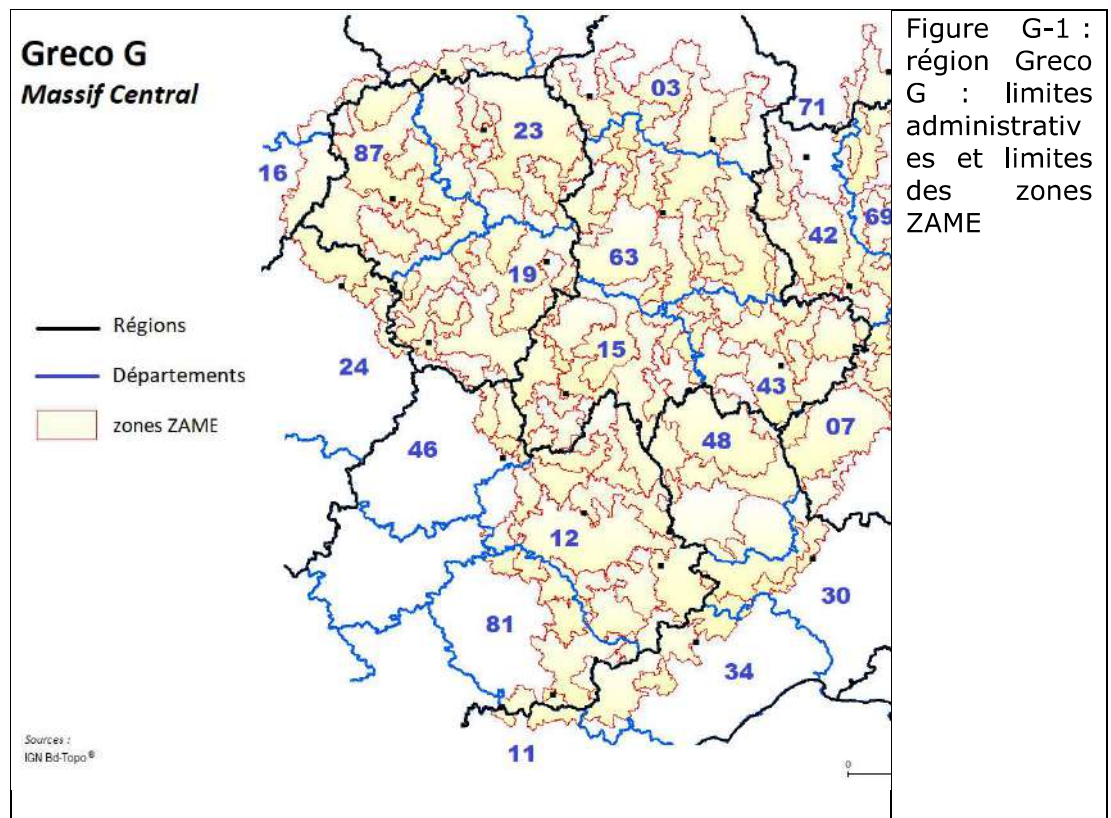 Greco G
Massif Central
03
71
23
87
16
69
42
63
19
15
24
43
07
46
48
12
30
81
34
11
Régions
Départements
zones ZAME
Sources :
IGN Bd-Topo®
0
Figure G-1 :
région Greco
G : limites
administrativ
es et limites
des zones
ZAME